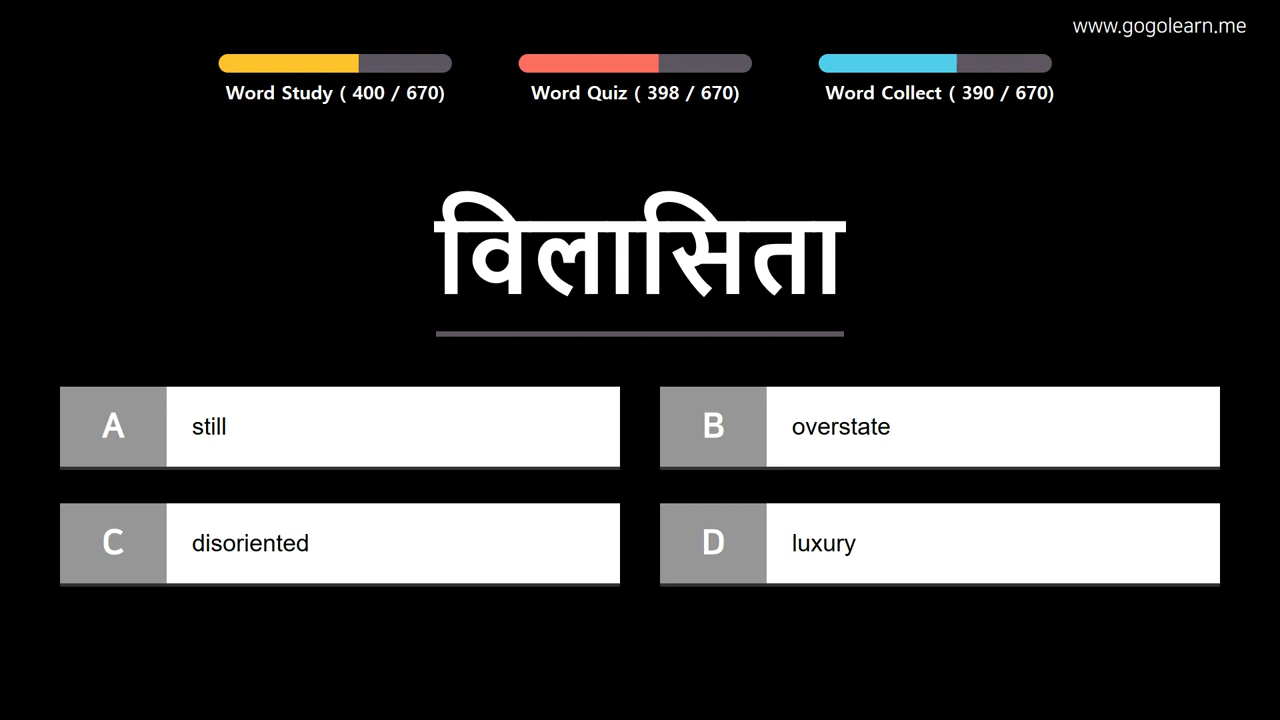 www.gogolearn.me
Word Study ( 400 / 670)
Word Quiz ( 398 / 670)
Word Collect ( 390 / 670)
विलासिता
A still
B overstate
C disoriented
D luxury